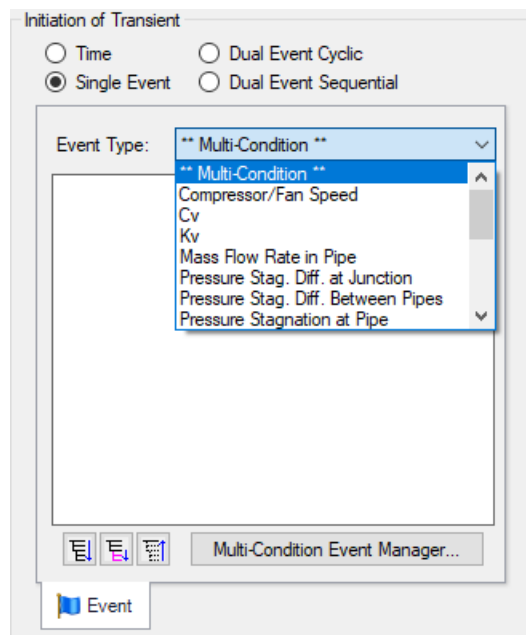 Initiation of Transient
Time Dual Event Cyclic
Single Event Dual Event Sequential
Event Type: ** Multi-Condition **
** Multi-Condition **
Compressor/Fan Speed
Cv
Kv
Mass Flow Rate in Pipe
Pressure Stag. Diff. at Junction
Pressure Stag. Diff. Between Pipes
Pressure Stagnation at Pipe
Multi-Condition Event Manager...
Event